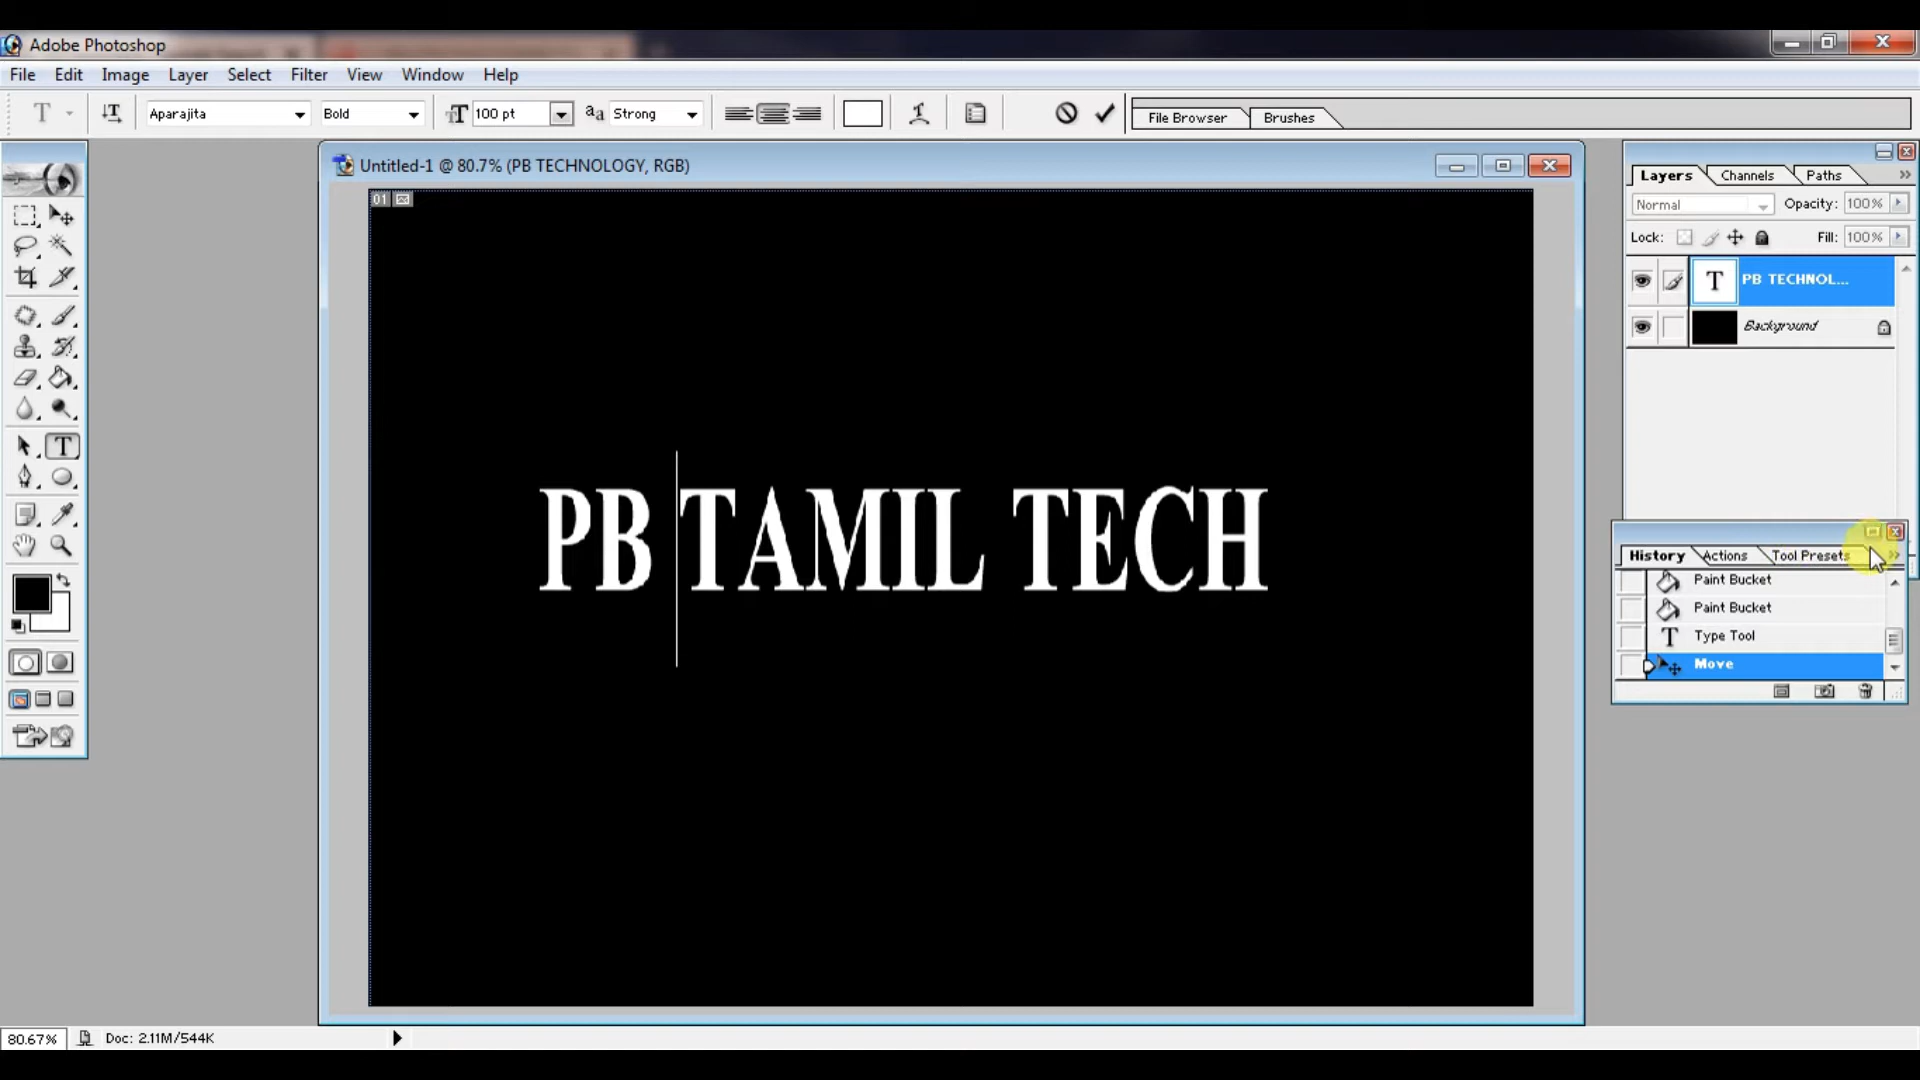 Adobe Photoshop
File Edit Image Layer Select Filter View Window Help
T T Aparajita Bold T 100 pt aa Strong File Browser Brushes
Untitled-1 @ 80.7% (PB TECHNOLOGY, RGB)
01
Layers Channels Paths
Normal Opacity: 100%
Lock: Fill: 100%
T PB TECHNOL...
Background
T
PB TAMIL TECH
History Actions Tool Presets
Paint Bucket
Paint Bucket
T Type Tool
Move
80.67% Doc: 2.11M/544K